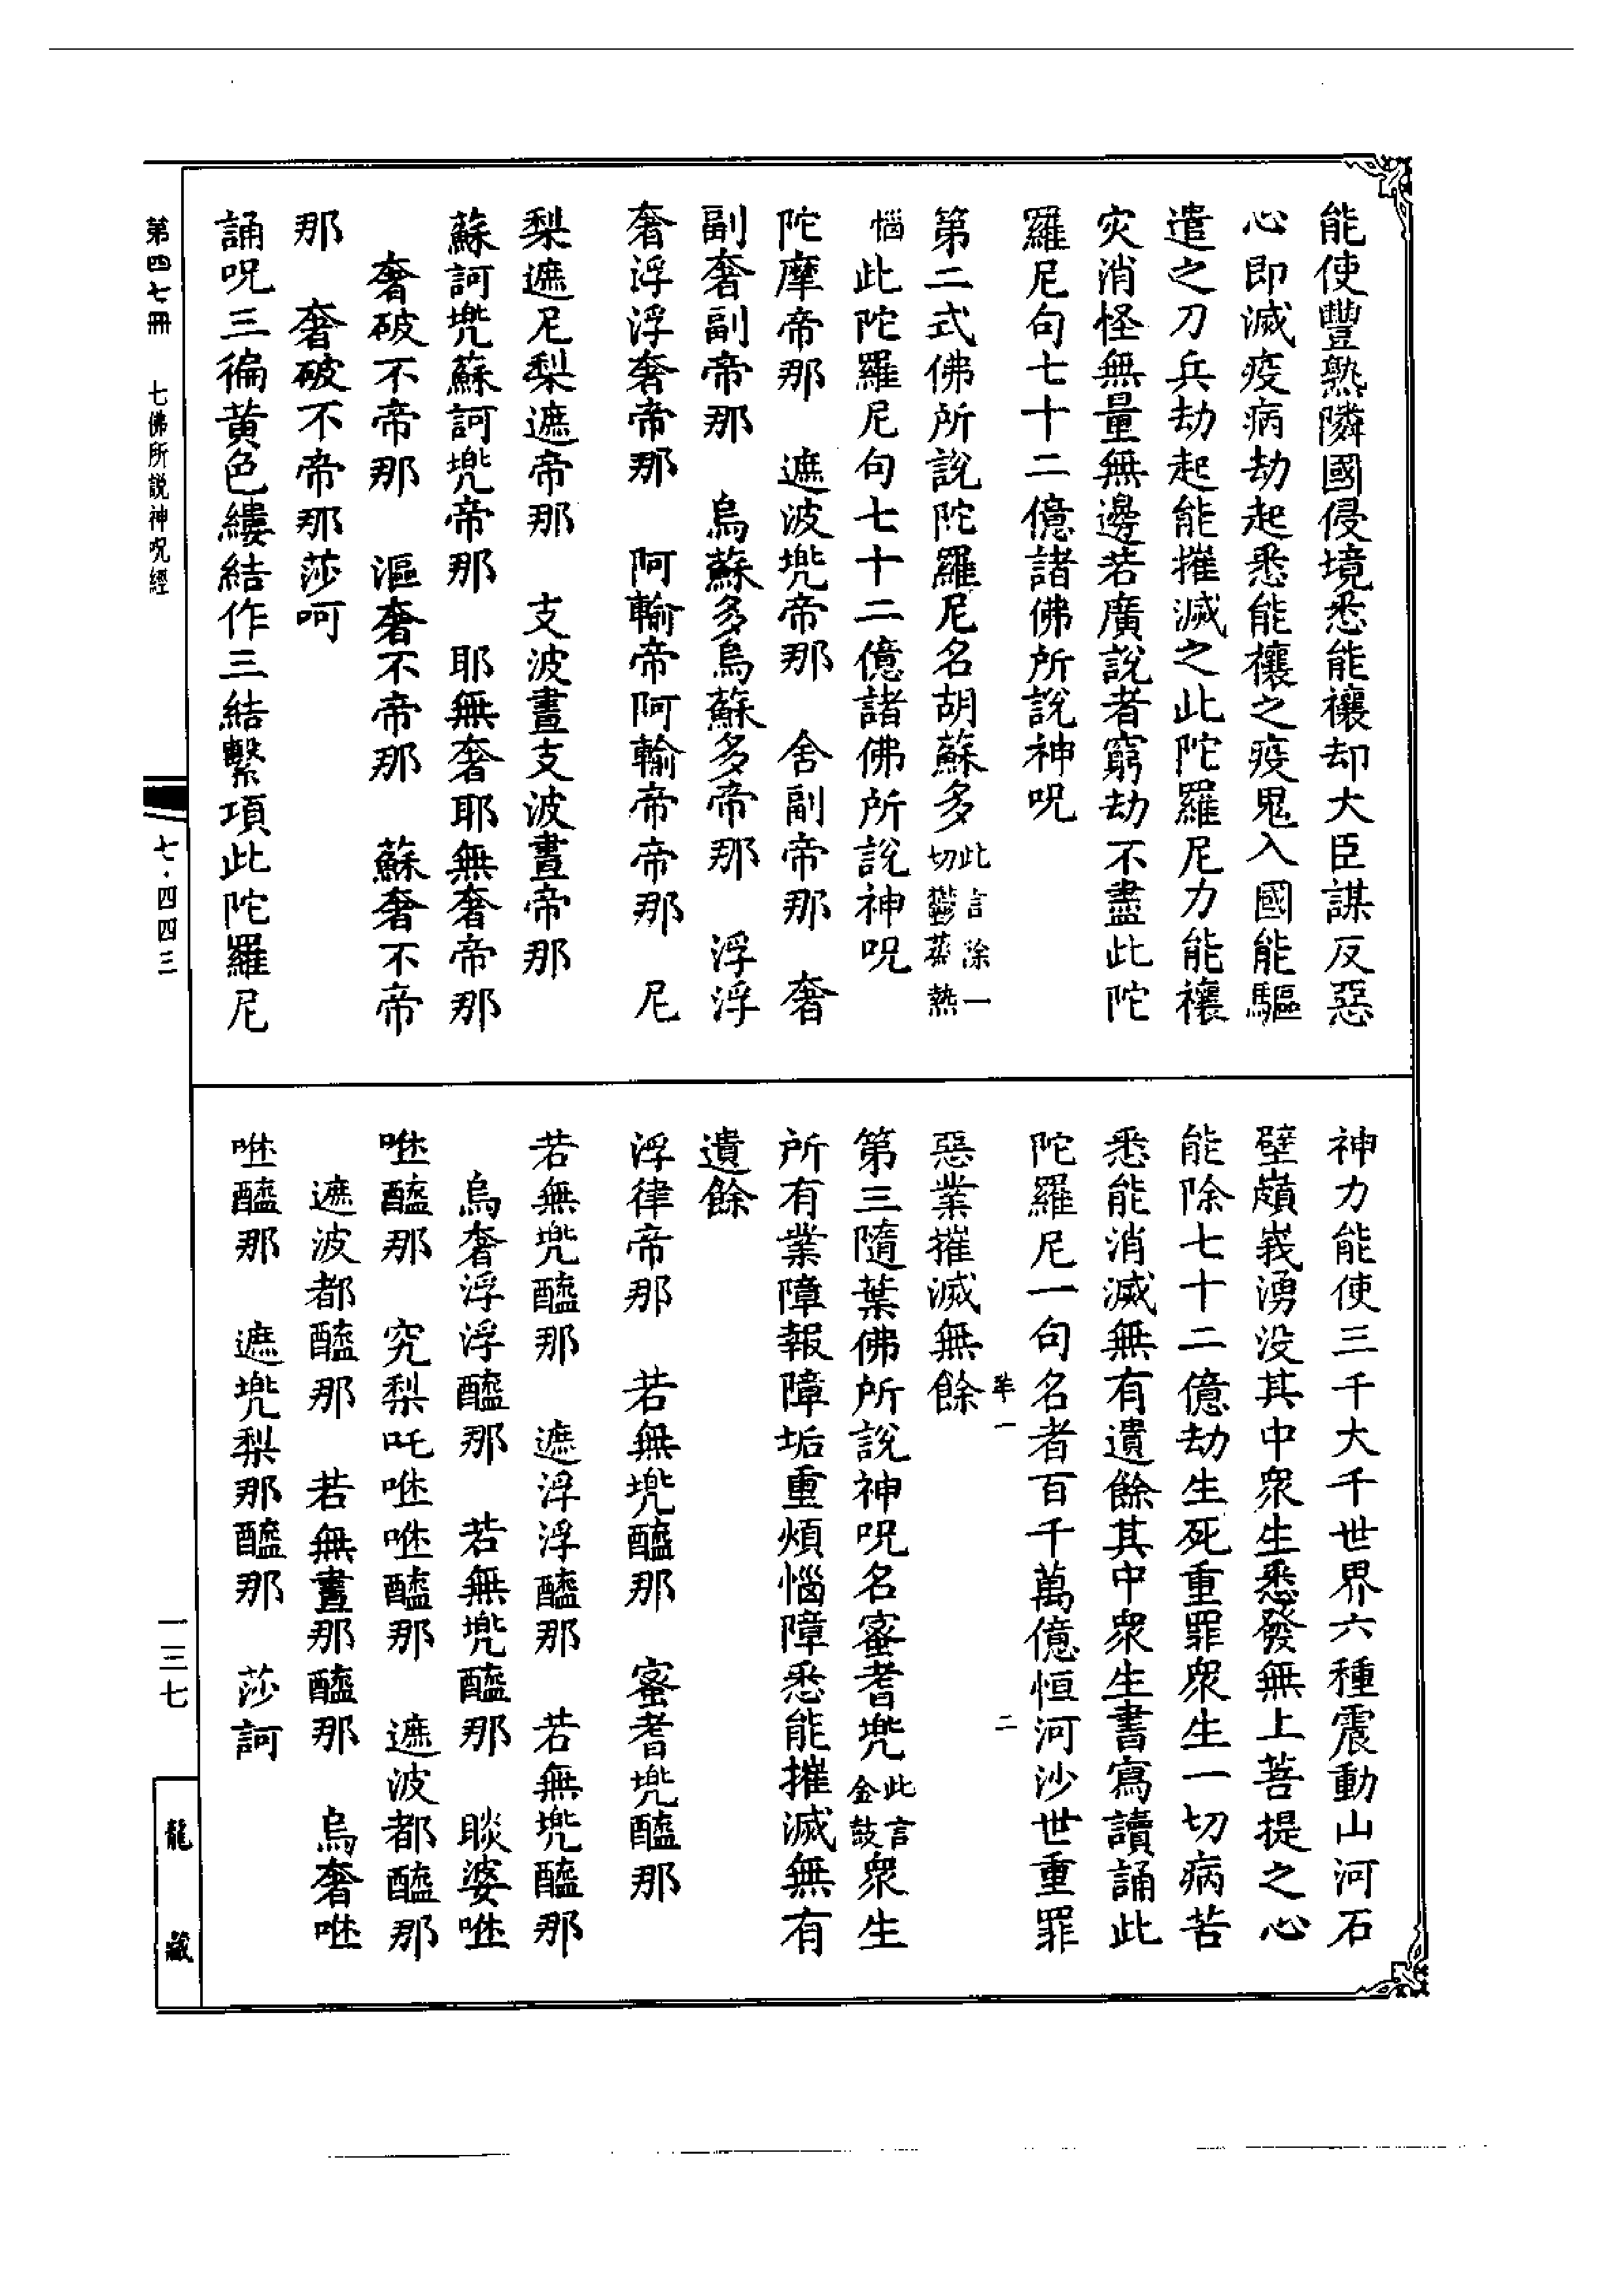 能使豐熟隣國侵境悉能禳却大臣謀反惡
心即滅疫病劫起悉能禳之疫鬼入國能驅
遣之刀兵劫起能摧滅之此陀羅尼力能禳
灾消怪無量無邊若廣說者窮劫不盡此陀
羅尼句七十二億諸佛所說神呪
第二式佛所說陀羅尼名胡蘇多此言除一切鬱蒸熱
惱此陀羅尼句七十二億諸佛所說神呪
陀摩帝那　遮波兠帝那　舍副帝那　奢
副奢副帝那　烏蘇多烏蘇多帝那　浮浮
奢浮浮奢帝那　阿輸帝阿輸帝帝那　尼
梨遮尼梨遮帝那　支波晝支波晝帝那
蘇訶兠蘇訶兠帝那　耶無奢耶無奢帝那
奢破不帝那　漚奢不帝那　蘇奢不帝
那　奢破不帝那莎呵
誦呪三徧黄色縷結作三結繫項此陀羅尼
神力能使三千大千世界六種震動山河石
壁巔峩湧没其中衆生悉發無上菩提之心
能除七十二億劫生死重罪衆生一切病苦
悉能消滅無有遺餘其中衆生書寫讀誦此
陀羅尼一句名者百千萬億恒河沙世重罪
惡業摧滅無餘
第三隨葉佛所說神呪名蜜耆兠此言金鼓衆生
所有業障報障垢重煩惱障悉能摧滅無有
遺餘
浮律帝那　若無兠醯那　蜜耆兠醯那
若無兠醯那　遮浮浮醯那　若無兠醯那
烏奢浮浮醯那　若無兠醯那　睒婆呲
呲醯那　究梨吒呲呲醯那　遮波都醯那
遮波都醯那　若無晝那醯那　烏奢呲
呲醯那　遮兠梨那醯那　莎訶
二
第四七冊　七佛所説神呪經
七·四四三
一三七
龍藏